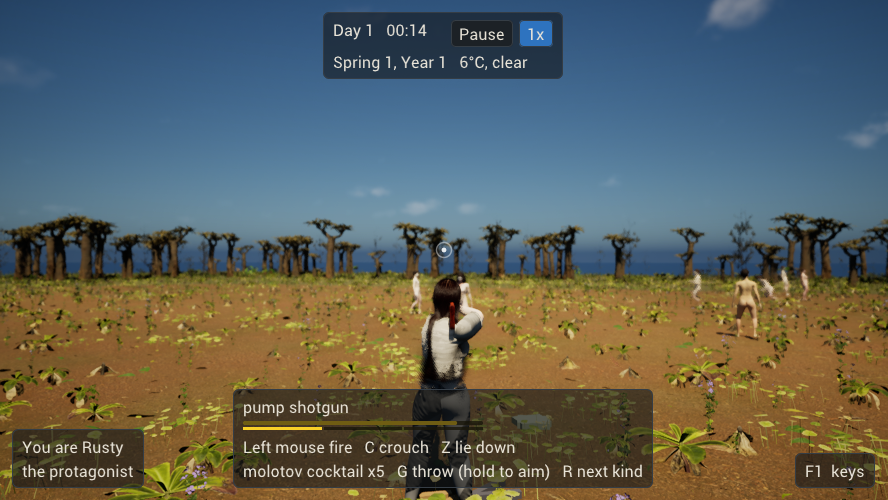 Day 1 00:14 Pause 1x
Spring 1, Year 1 6°C, clear
pump shotgun
Left mouse fire C crouch Z lie down
molotov cocktail x5 G throw (hold to aim) R next kind
You are Rusty
the protagonist
F1 keys